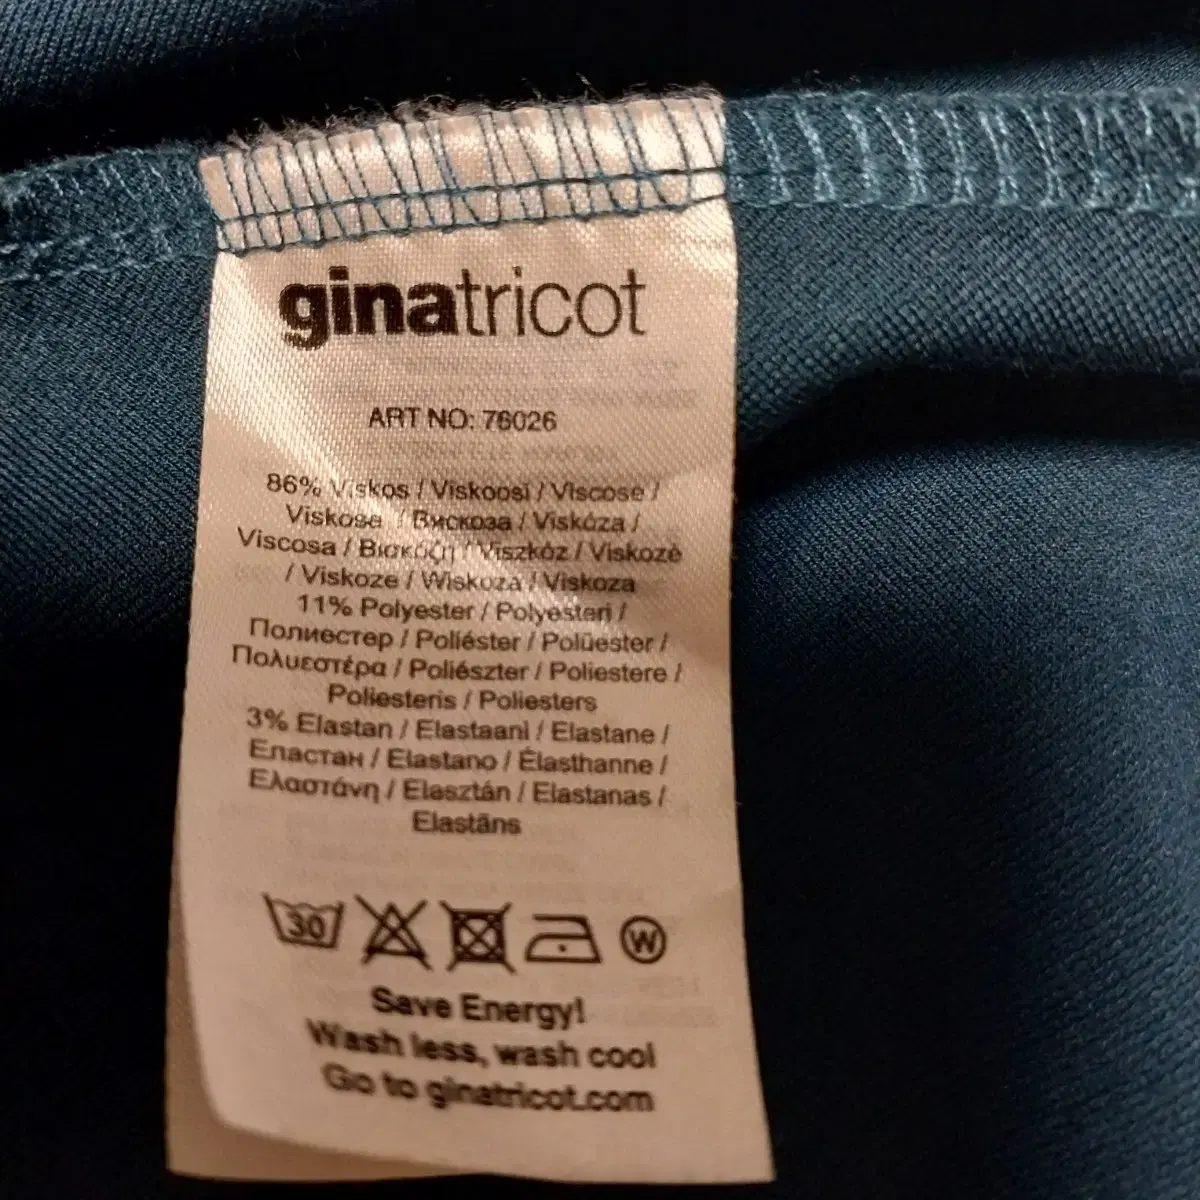 ginatricot
ART NO: 76026
86% Viskos / Viskoosi / Viscose /
Viskose / Вискоза / Viskóza /
Viscosa / Βισκόζη / Viszkóz / Viskozė
/ Viskoze / Wiskoza / Viskoza
11% Polyester / Polyesteri /
Полиестер / Poliéster / Polüester /
Πολυεστέρα / Poliészter / Poliestere /
Poliesteris / Poliesters
3% Elastan / Elastaani / Elastane /
Еластан / Elastano / Élasthanne /
Ελαστάνη / Elasztán / Elastanas /
Elastāns
30 W
Save Energy!
Wash less, wash cool
Go to ginatricot.com